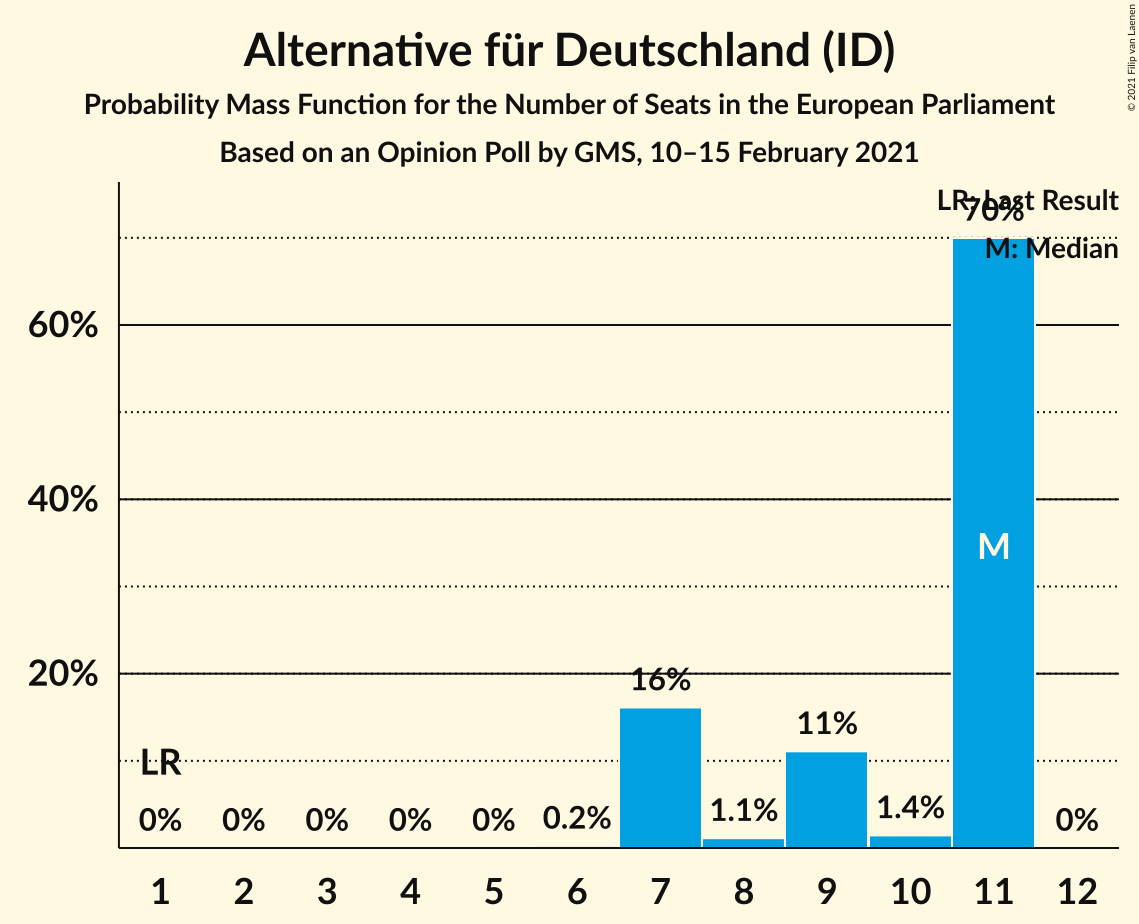 Alternative für Deutschland (ID)
Probability Mass Function for the Number of Seats in the European Parliament
Based on an Opinion Poll by GMS, 10–15 February 2021
© 2021 Filip van Laenen
LR: Last Result
M: Median
70%
60%
40%
20%
M
16%
11%
LR
0% 0% 0% 0% 0% 0.2% 1.1% 1.4% 0%
1 2 3 4 5 6 7 8 9 10 11 12